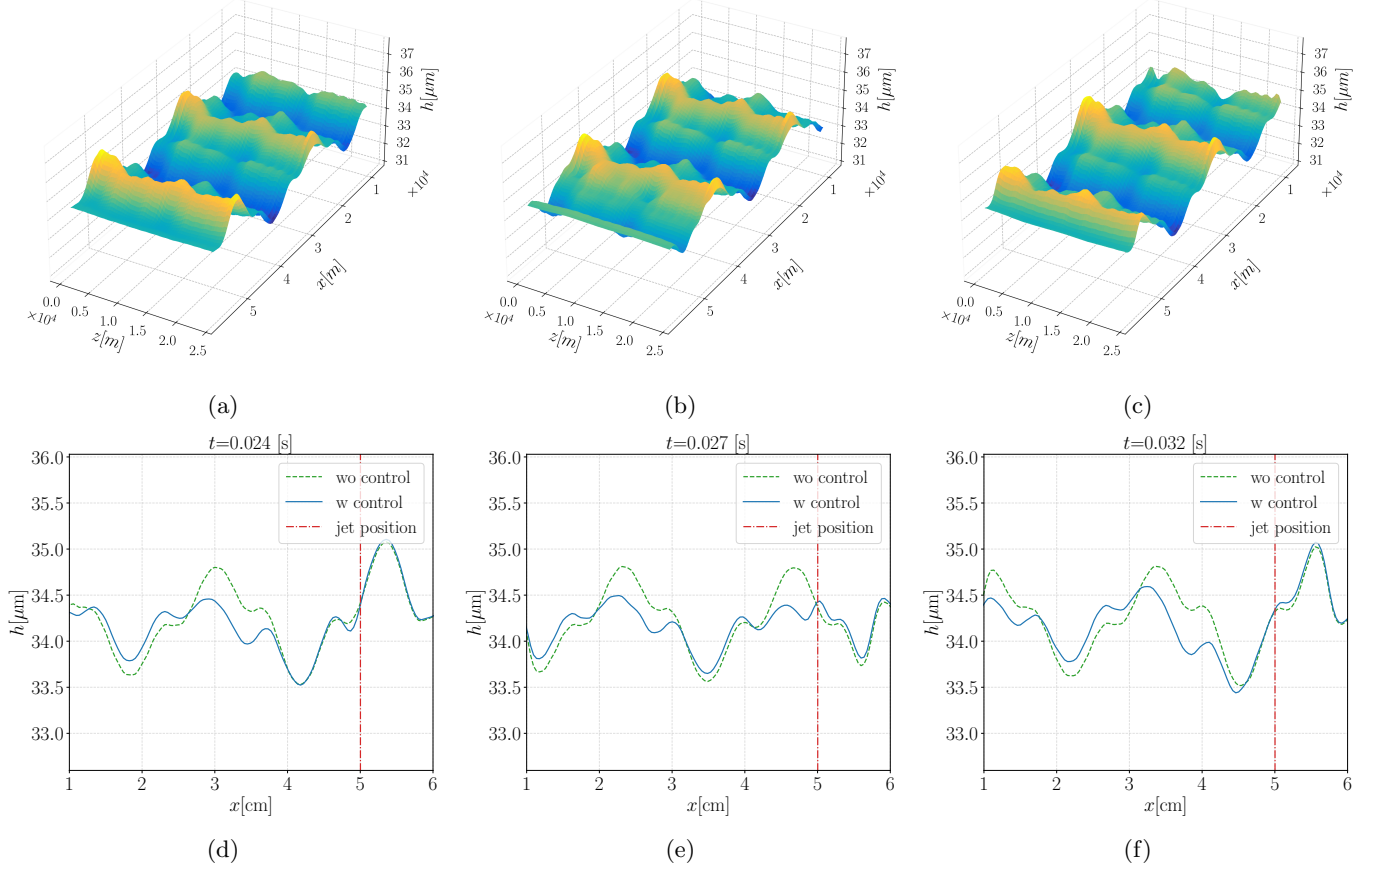 37
36
35
34
33
32
31
h[μm]
×10⁴
1
2
3
4
5
x[m]
0.0
0.5
1.0
1.5
2.0
2.5
×10⁴
z[m]
(a)
37
36
35
34
33
32
31
h[μm]
×10⁴
1
2
3
4
5
x[m]
0.0
0.5
1.0
1.5
2.0
2.5
×10⁴
z[m]
(b)
37
36
35
34
33
32
31
h[μm]
×10⁴
1
2
3
4
5
x[m]
0.0
0.5
1.0
1.5
2.0
2.5
×10⁴
z[m]
(c)
t=0.024 [s]
36.0
35.5
35.0
34.5
34.0
33.5
33.0
h[μm]
wo control
w control
jet position
1 2 3 4 5 6
x[cm]
(d)
t=0.027 [s]
36.0
35.5
35.0
34.5
34.0
33.5
33.0
h[μm]
wo control
w control
jet position
1 2 3 4 5 6
x[cm]
(e)
t=0.032 [s]
36.0
35.5
35.0
34.5
34.0
33.5
33.0
h[μm]
wo control
w control
jet position
1 2 3 4 5 6
x[cm]
(f)